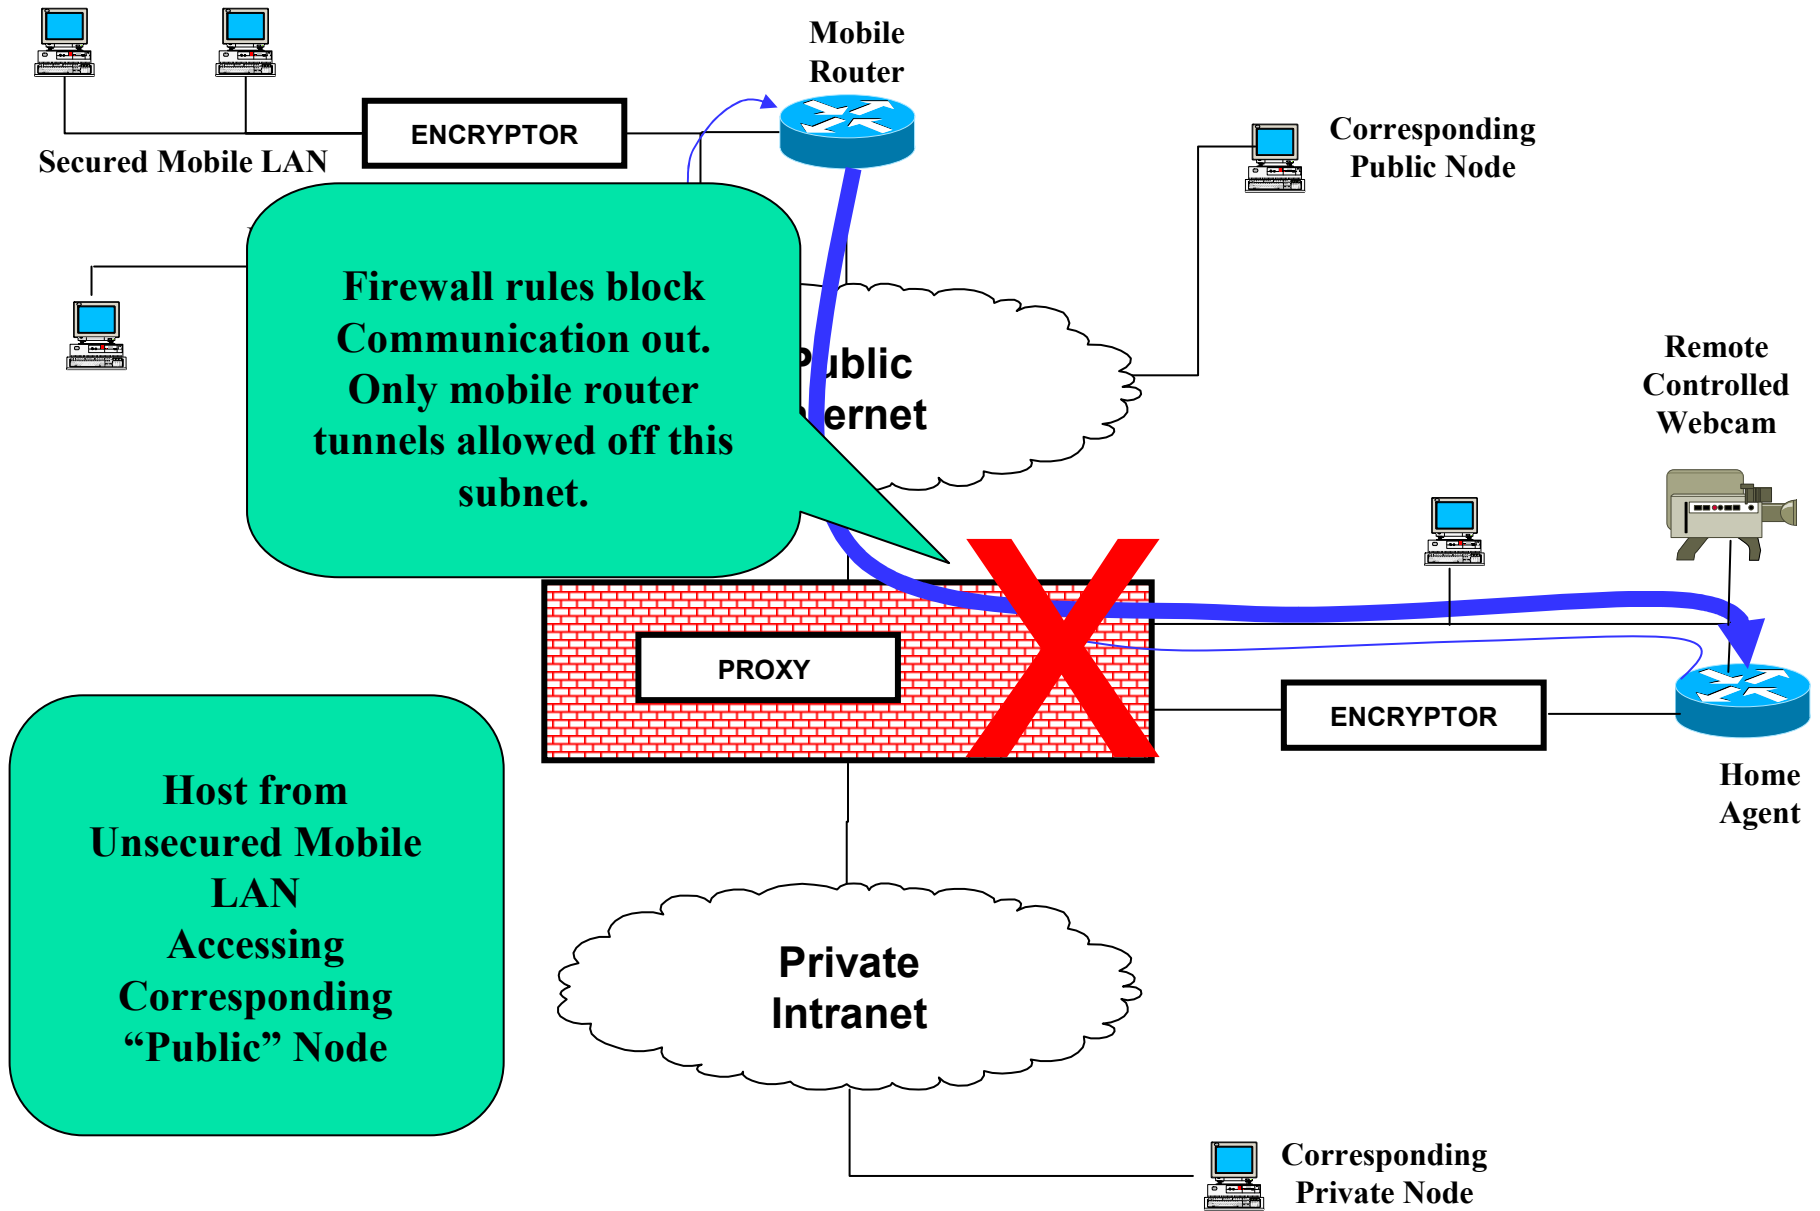 Mobile
Router
ENCRYPTOR
Secured Mobile LAN
Corresponding
Public Node
Firewall rules block
Communication out.
Only mobile router
tunnels allowed off this
subnet.
Public
Remote
Controlled
Webcam
PROXY
ENCRYPTOR
Home
Agent
Host from
Unsecured Mobile
LAN
Accessing
Corresponding
“Public” Node
Private
Intranet
Corresponding
Private Node